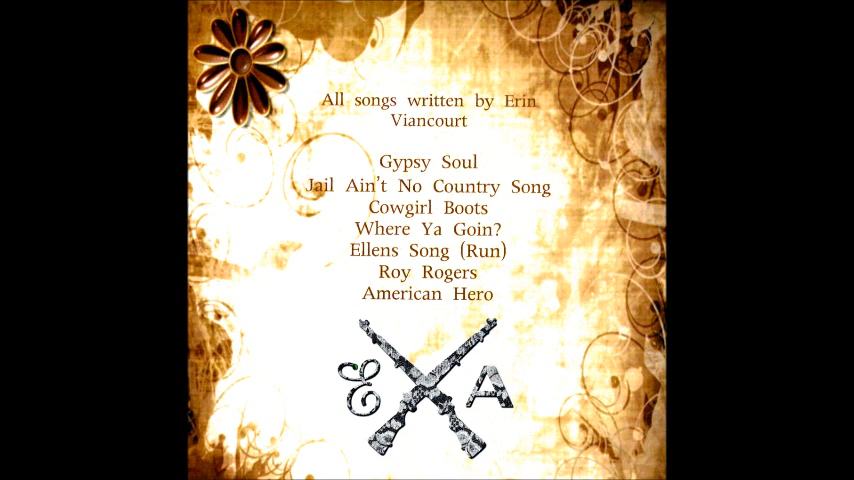 All songs written by Erin
Viancourt
Gypsy Soul
Jail Ain't No Country Song
Cowgirl Boots
Where Ya Goin?
Ellens Song (Run)
Roy Rogers
American Hero
E A